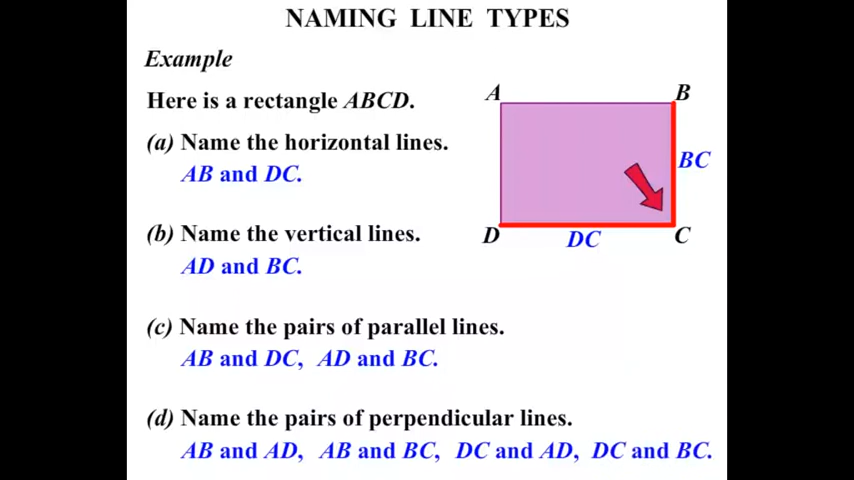 NAMING LINE TYPES
Example
Here is a rectangle ABCD.
(a) Name the horizontal lines.
AB and DC.
(b) Name the vertical lines.
AD and BC.
(c) Name the pairs of parallel lines.
AB and DC, AD and BC.
(d) Name the pairs of perpendicular lines.
AB and AD, AB and BC, DC and AD, DC and BC.
A
B
BC
D
DC
C